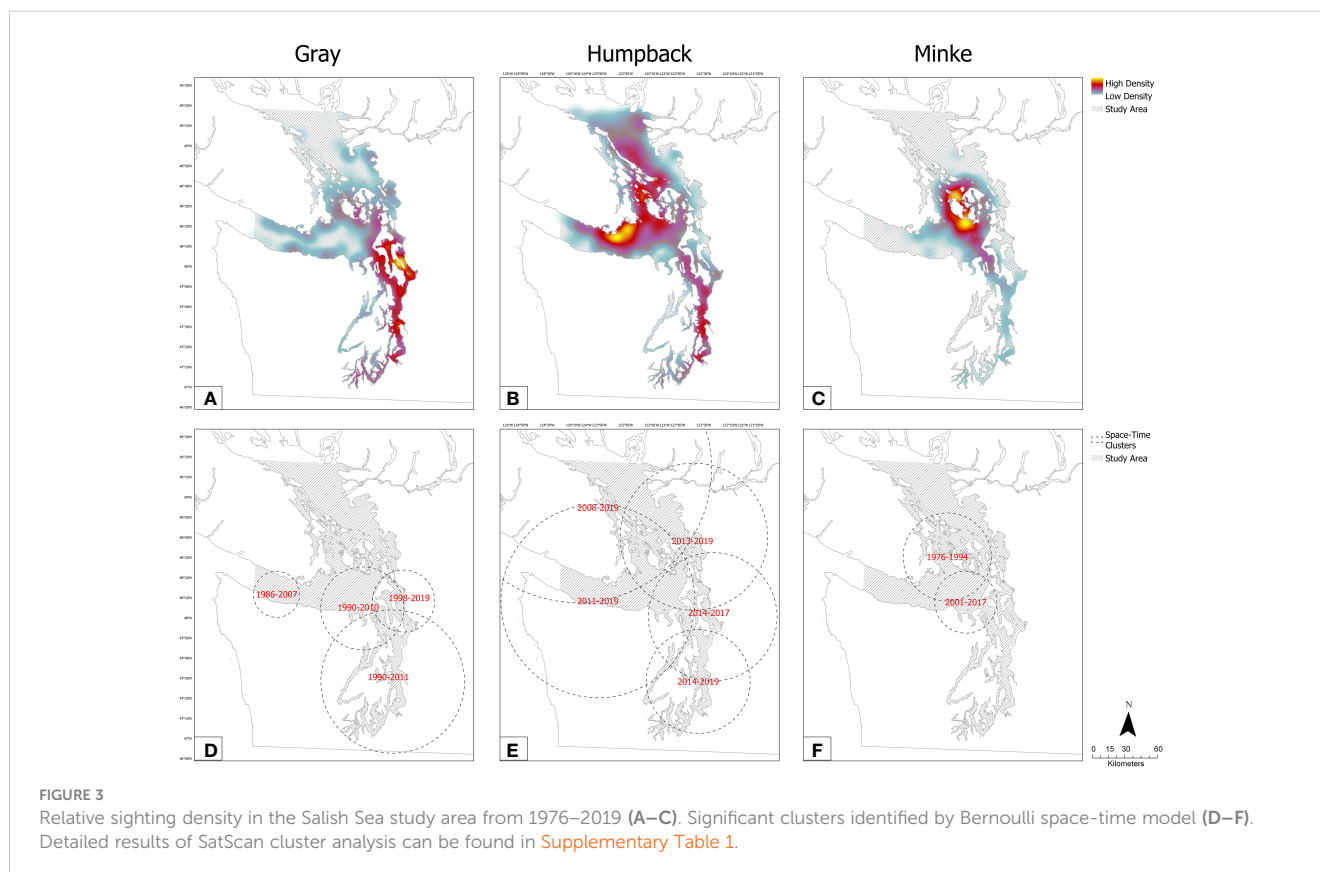 Gray
Humpback
Minke
High Density
Low Density
Study Area
A
B
C
Space-Time
Clusters
Study Area
1986-2007
1990-2010
1998-2019
1990-2011
D
2008-2019
2013-2019
2011-2019
2014-2017
2014-2019
E
1976-1994
2001-2017
F
N
0 15 30 60
Kilometers
FIGURE 3
Relative sighting density in the Salish Sea study area from 1976–2019 (A–C). Significant clusters identified by Bernoulli space-time model (D–F).
Detailed results of SatScan cluster analysis can be found in Supplementary Table 1.